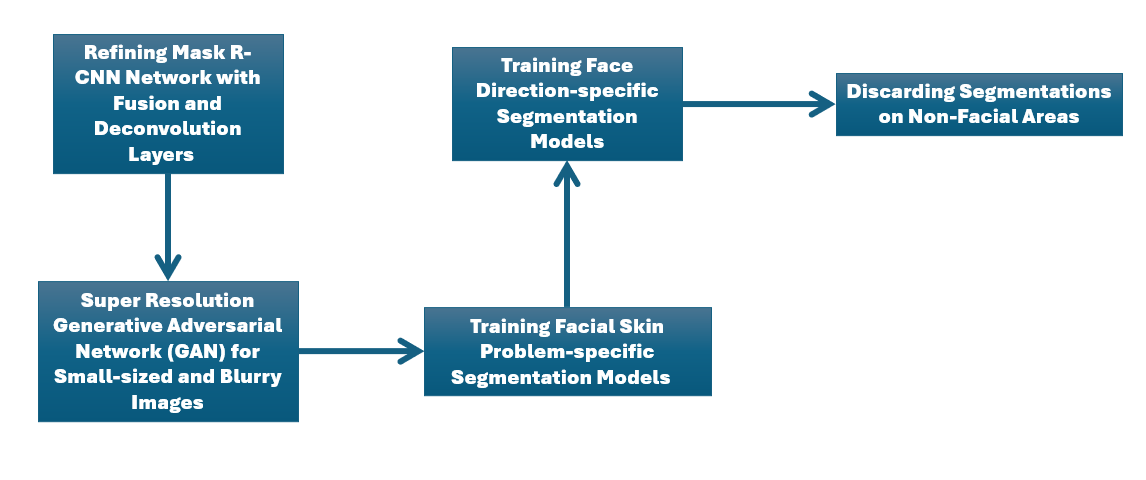 Refining Mask R-
CNN Network with
Fusion and
Deconvolution
Layers
Super Resolution
Generative Adversarial
Network (GAN) for
Small-sized and Blurry
Images
Training Facial Skin
Problem-specific
Segmentation Models
Training Face
Direction-specific
Segmentation
Models
Discarding Segmentations
on Non-Facial Areas